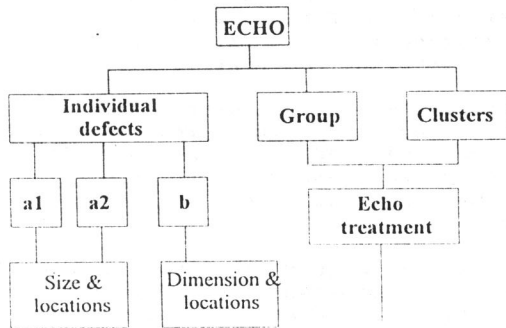 ECHO
Individual
defects
Group
Clusters
a1
a2
b
Echo
treatment
Size &
locations
Dimension &
locations